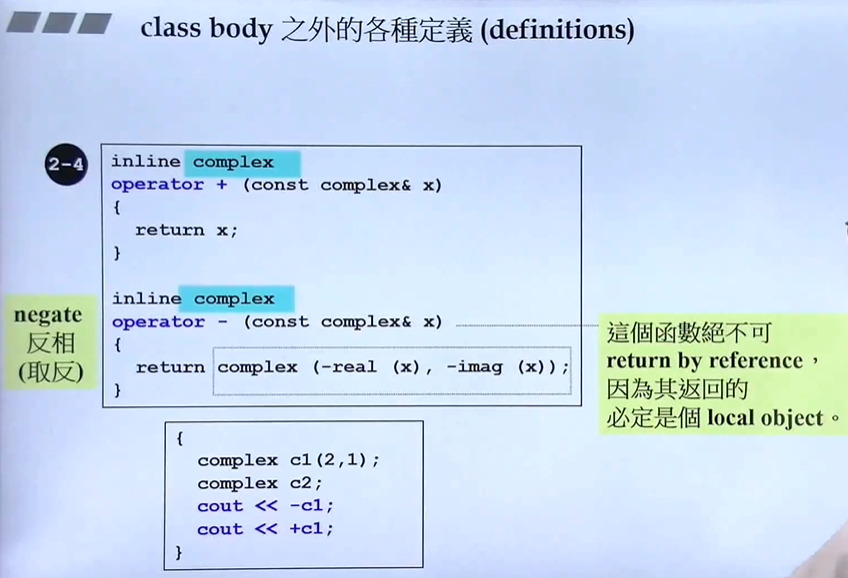 class body 之外的各種定義 (definitions)
2-4
inline complex
operator + (const complex& x)
{
return x;
}
inline complex
operator - (const complex& x)
{
return complex (-real (x), -imag (x));
}
negate
反相
(取反)
這個函數絕不可
return by reference，
因為其返回的
必定是個 local object。
{
complex c1(2,1);
complex c2;
cout << -c1;
cout << +c1;
}